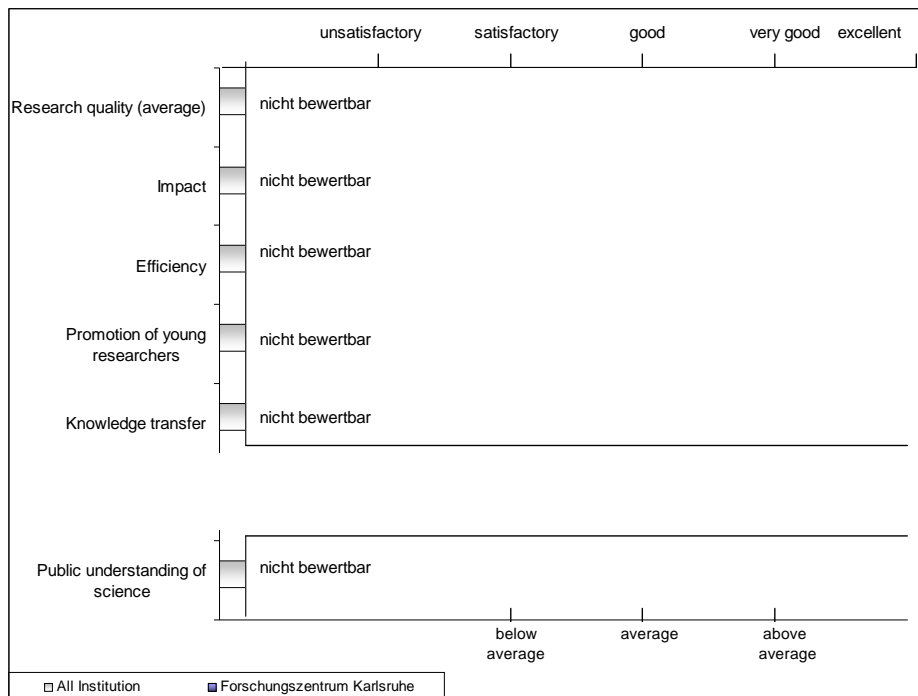 unsatisfactory satisfactory good very good excellent
Research quality (average) nicht bewertbar
Impact nicht bewertbar
Efficiency nicht bewertbar
Promotion of young
researchers nicht bewertbar
Knowledge transfer nicht bewertbar
Public understanding of
science nicht bewertbar
below
average average above
average
All Institution Forschungszentrum Karlsruhe